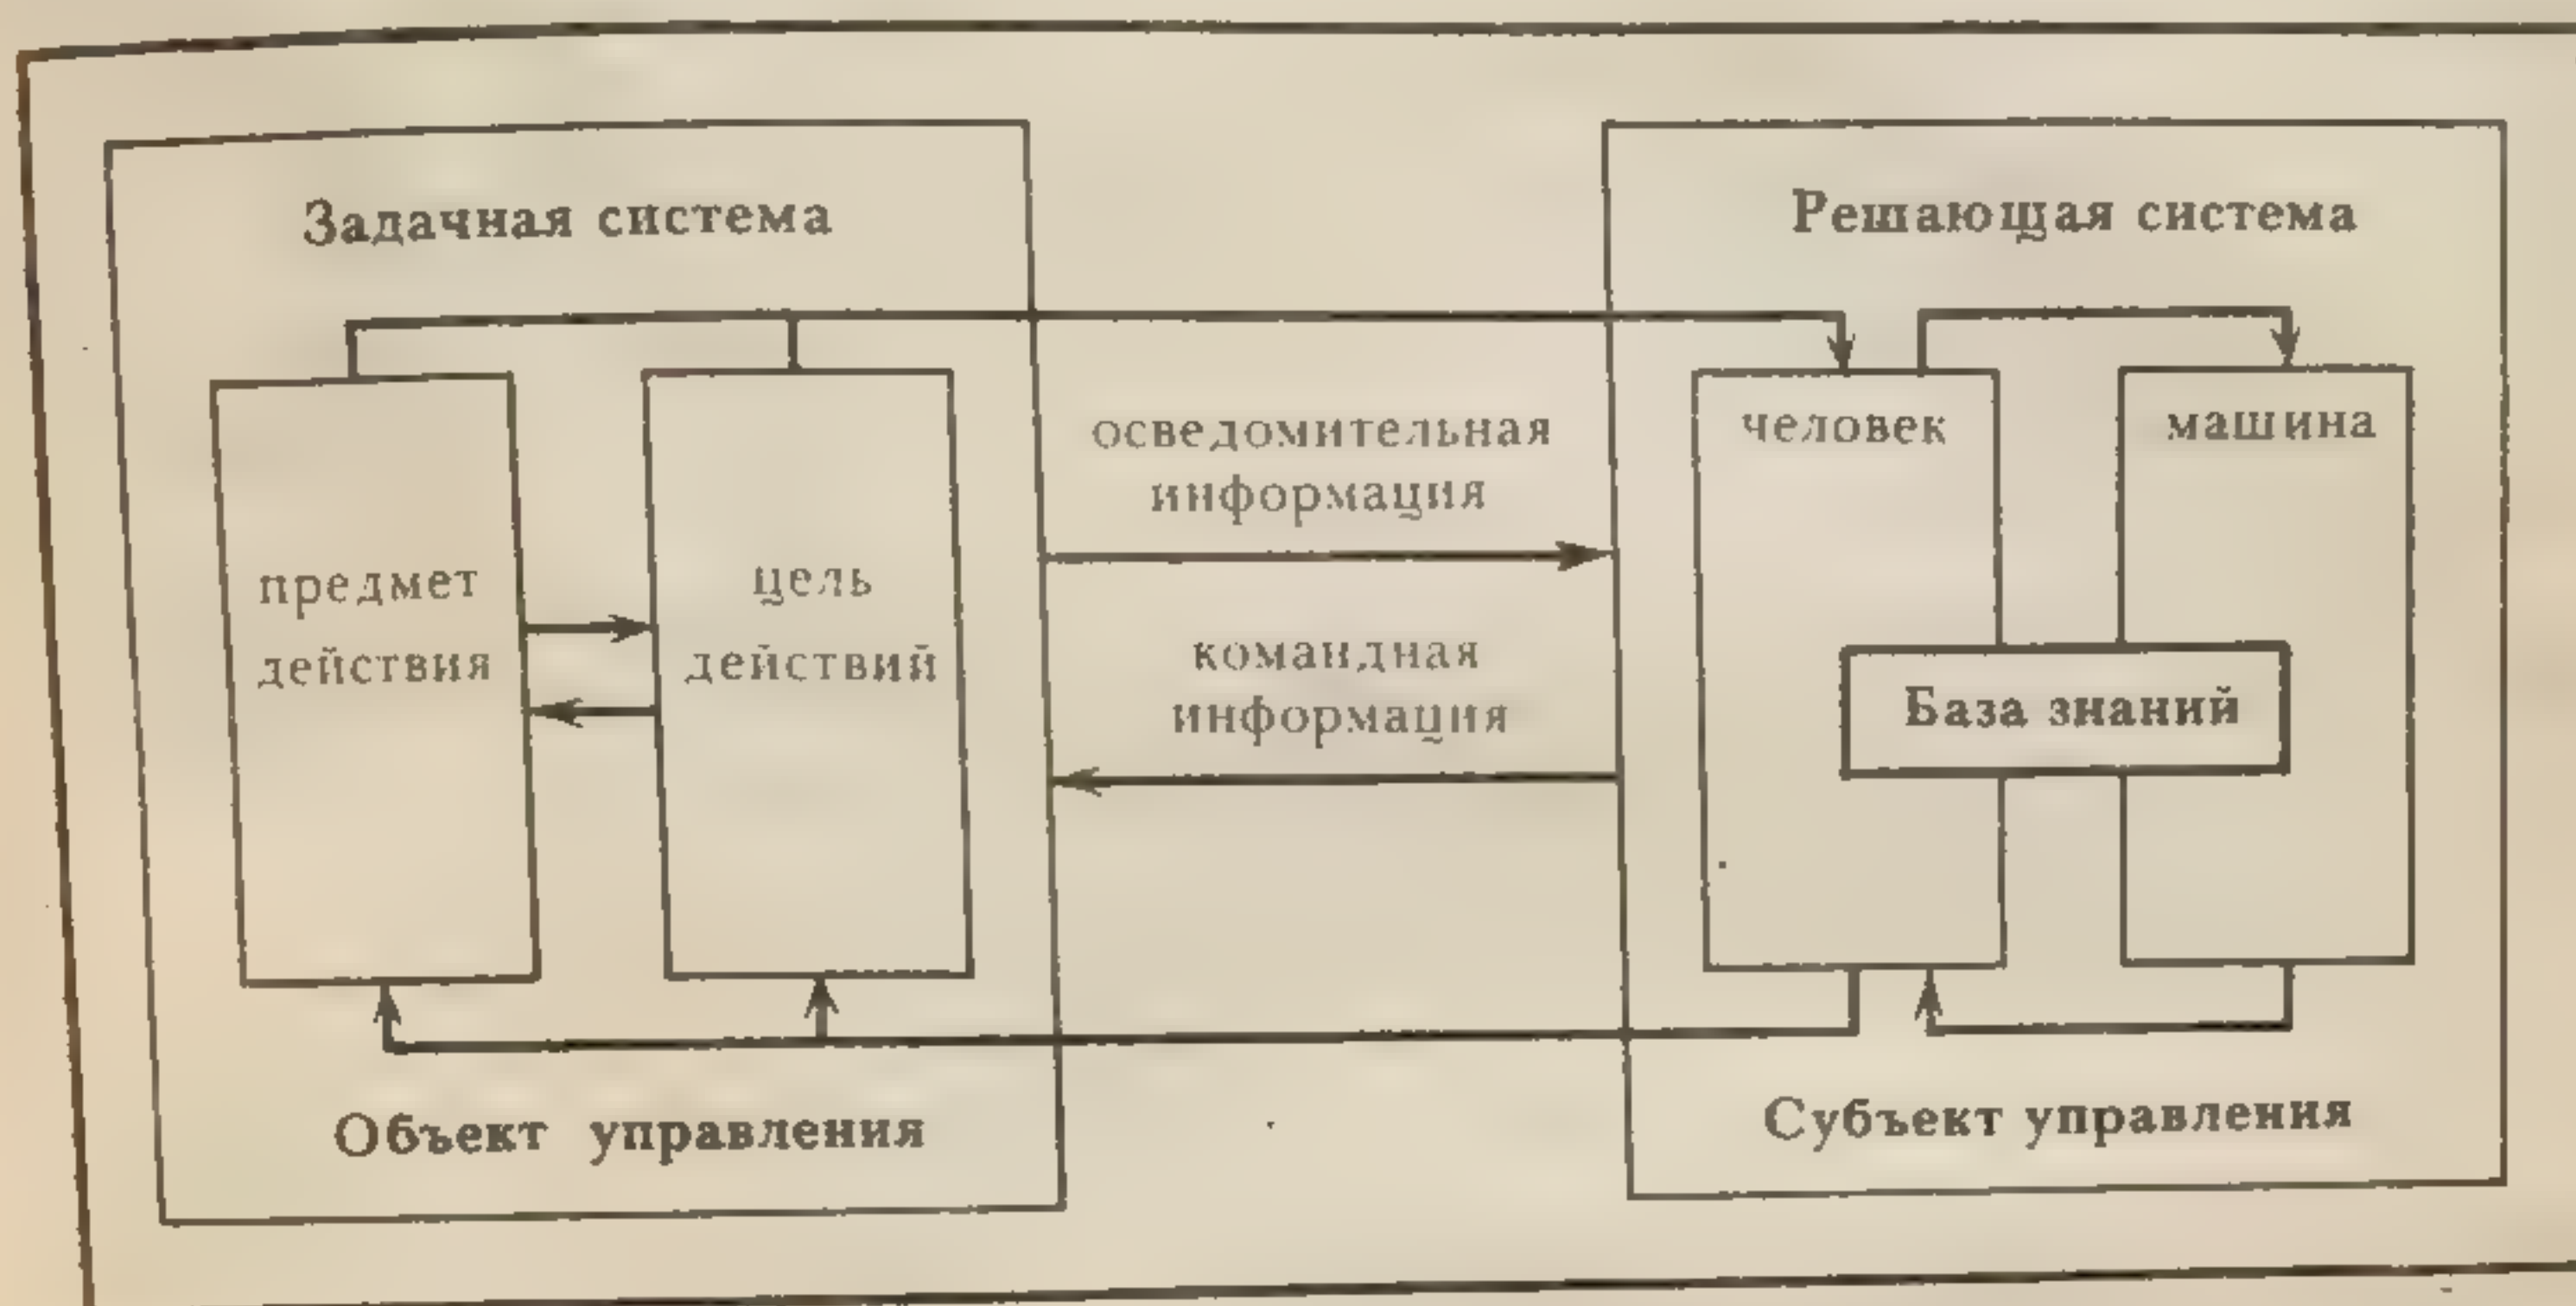 Задачная система
предмет
действия
цель
действий
Объект управления
осведомительная
информация
командная
информация
Решающая система
человек
машина
База знаний
Субъект управления